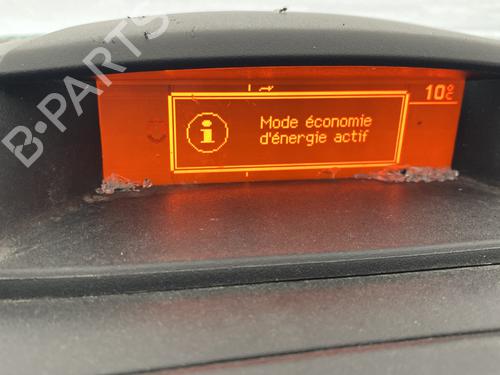 B-PARTS
10°C
i
Mode économie
d'énergie actif